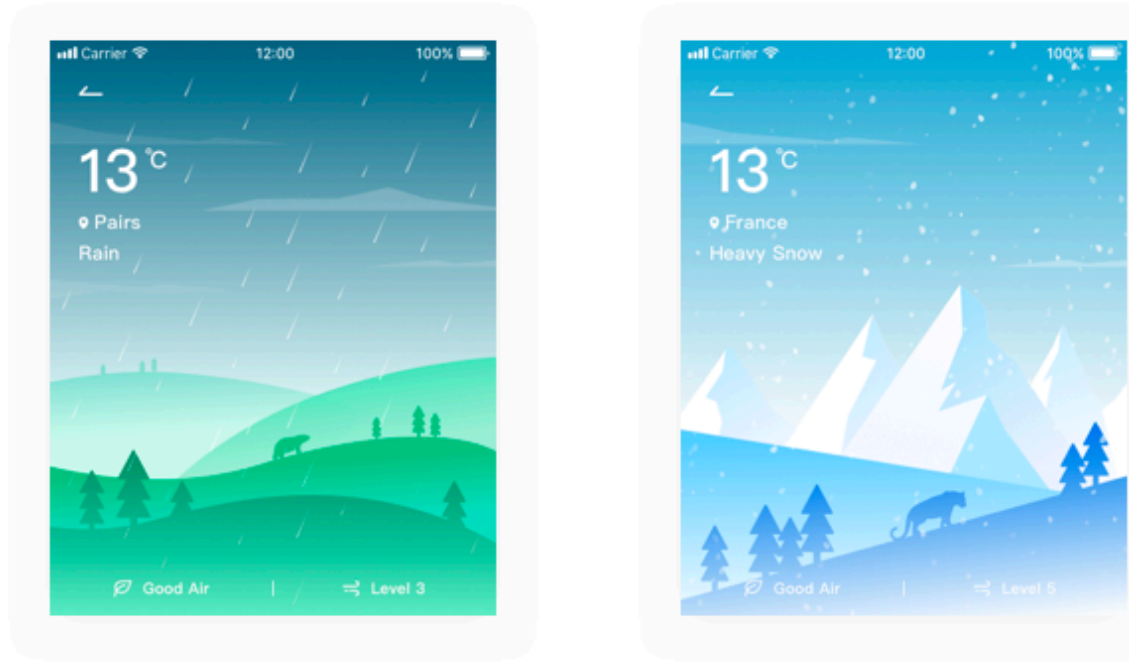 Carrier 12:00 100%
13 °C
Pairs
Rain
Good Air | Level 3
Carrier 12:00 100%
13 °C
France
Heavy Snow
Good Air | Level 5